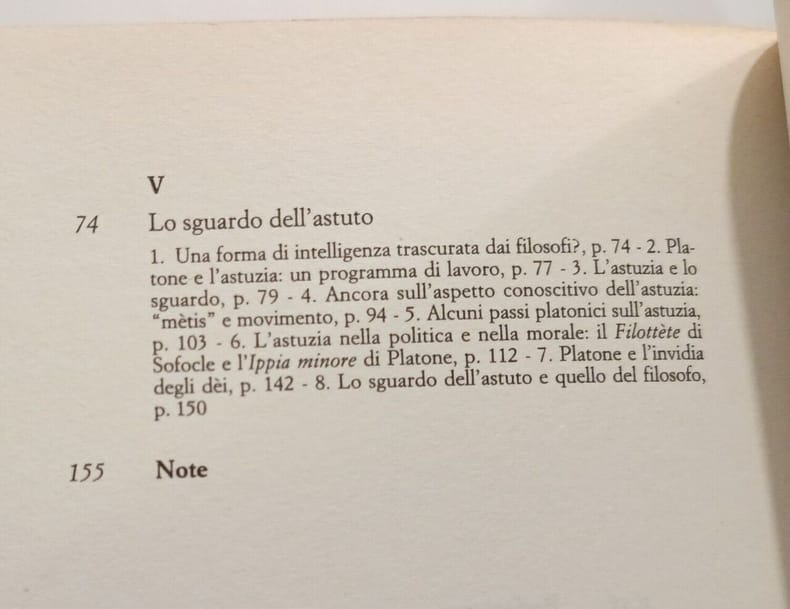 V
74 Lo sguardo dell'astuto
1. Una forma di intelligenza trascurata dai filosofi?, p. 74 - 2. Pla-
tone e l'astuzia: un programma di lavoro, p. 77 - 3. L'astuzia e lo
sguardo, p. 79 - 4. Ancora sull'aspetto conoscitivo dell'astuzia:
"mètis" e movimento, p. 94 - 5. Alcuni passi platonici sull'astuzia,
p. 103 - 6. L'astuzia nella politica e nella morale: il Filottète di
Sofocle e l'Ippia minore di Platone, p. 112 - 7. Platone e l'invidia
degli dèi, p. 142 - 8. Lo sguardo dell'astuto e quello del filosofo,
p. 150
155 Note